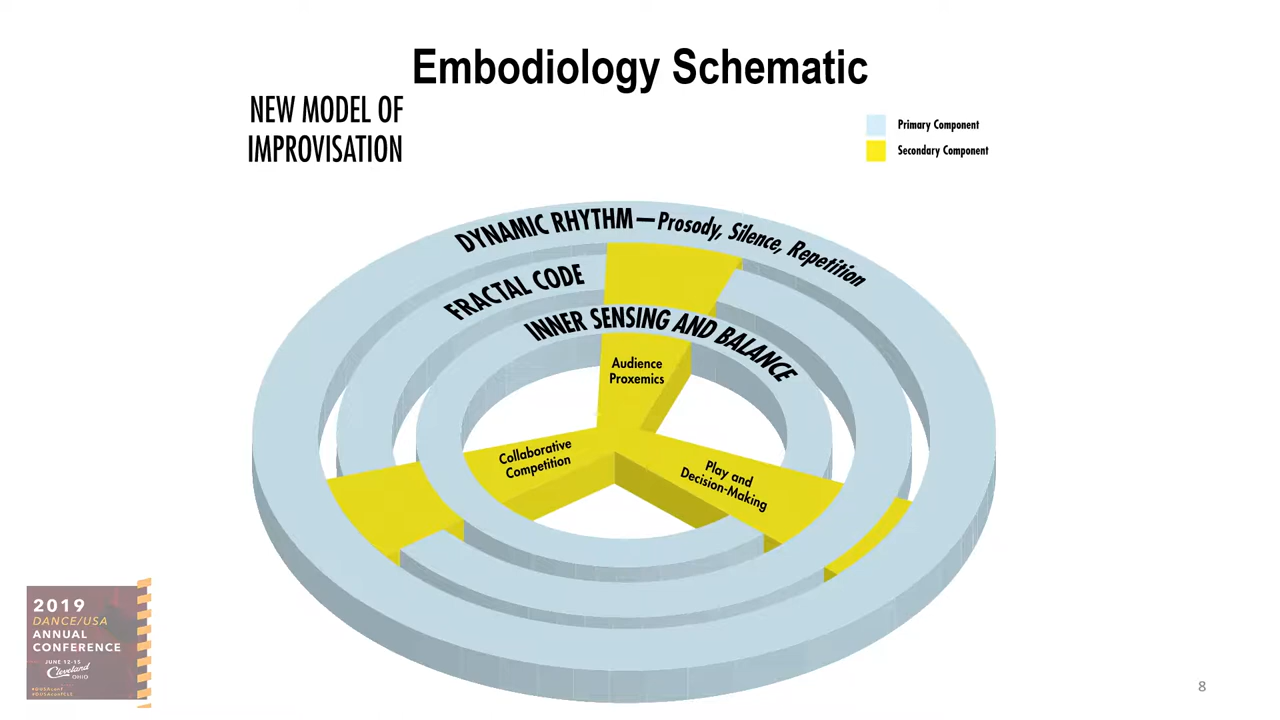 Embodiology Schematic
NEW MODEL OF
IMPROVISATION
Primary Component
Secondary Component
DYNAMIC RHYTHM—Prosody, Silence, Repetition
FRACTAL CODE
INNER SENSING AND BALANCE
Audience
Proxemics
Collaborative
Competition
Play and
Decision-Making
2019
DANCE/USA
ANNUAL
CONFERENCE
JUNE 12-15
Cleveland
OHIO
8